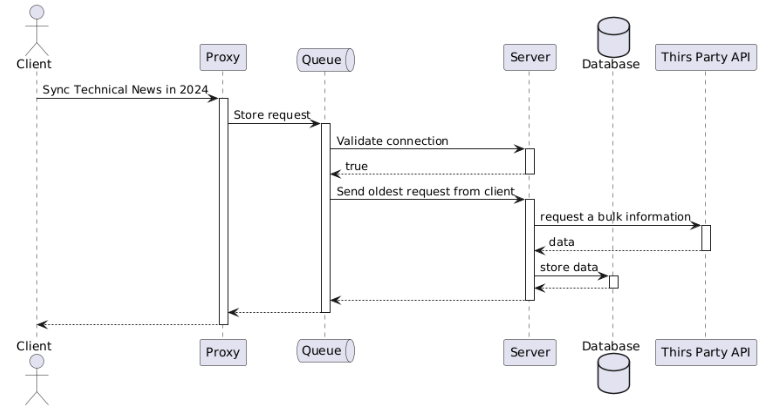 Client
Proxy
Queue
Server
Database
Thirs Party API
Sync Technical News in 2024
Store request
Validate connection
true
Send oldest request from client
request a bulk information
data
store data
Client
Proxy
Queue
Server
Database
Thirs Party API